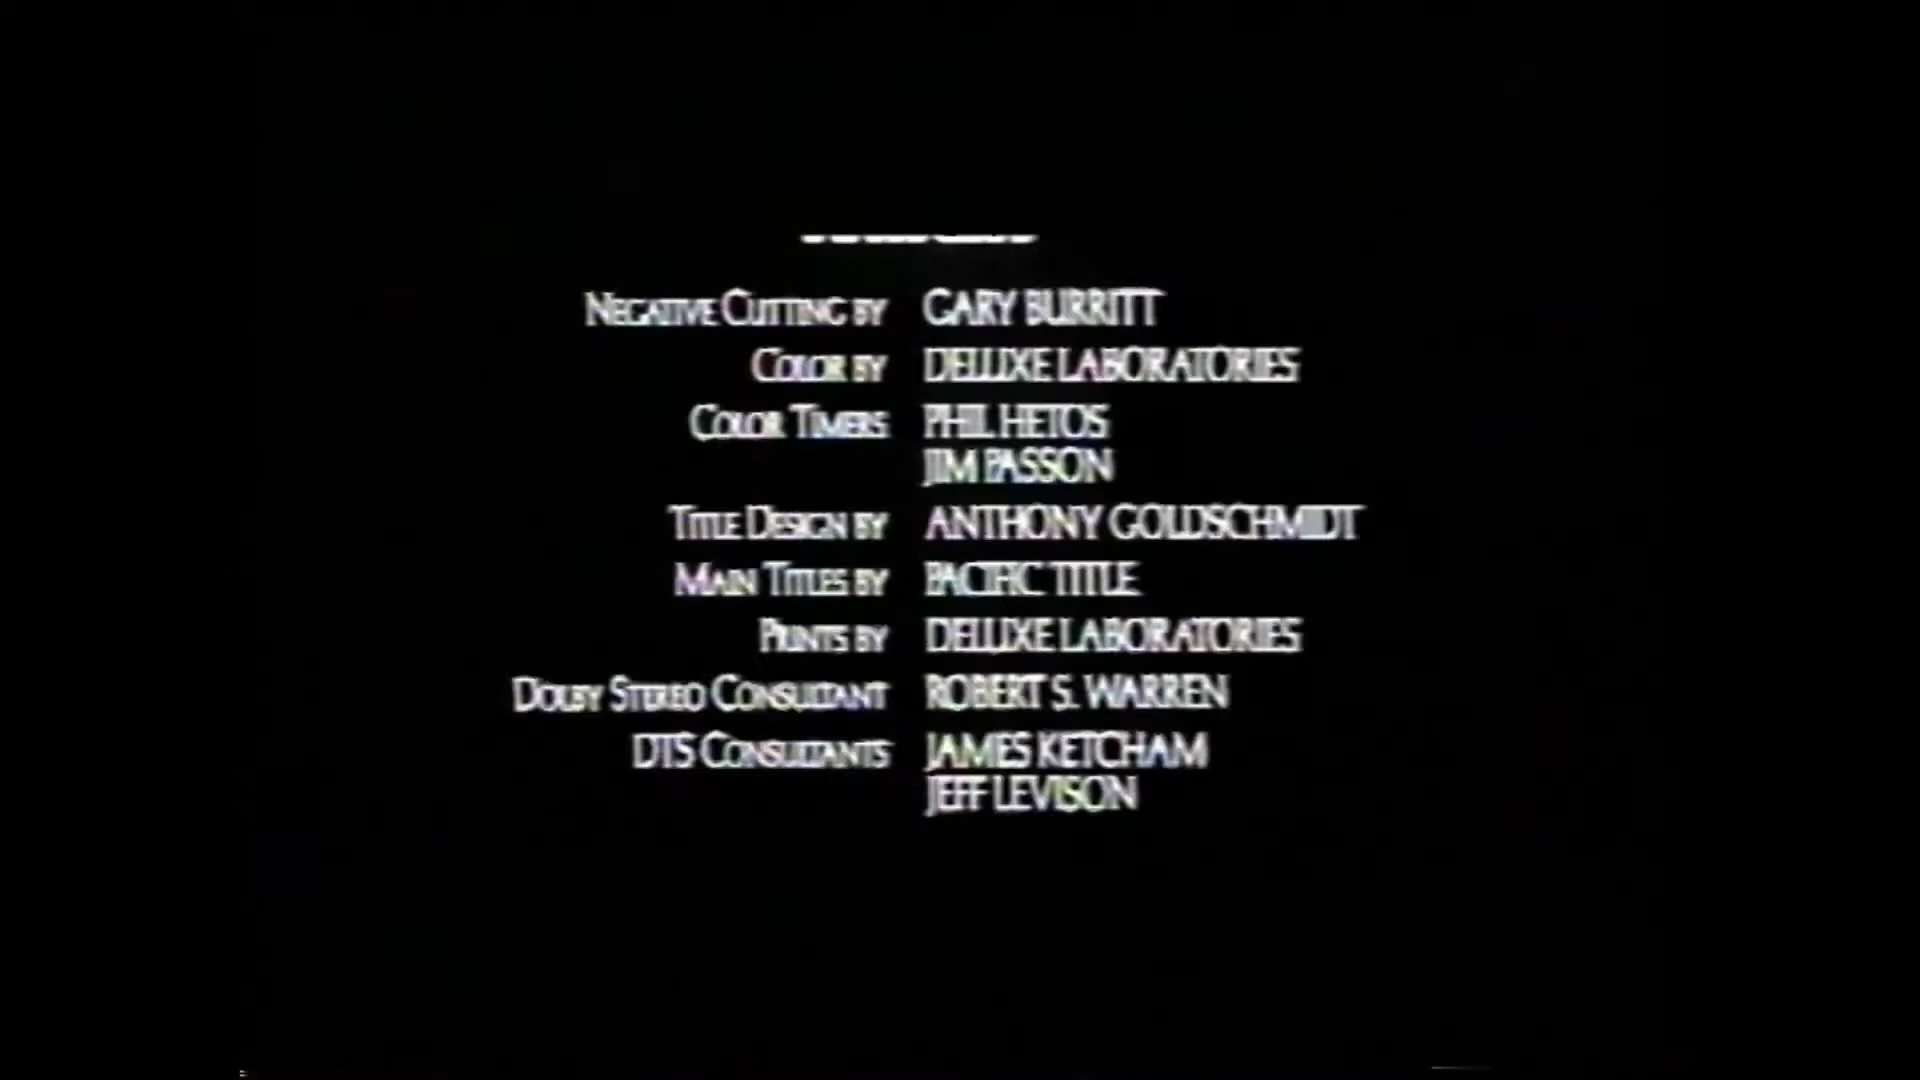 Negative Cutting by GARY BURRITT
Color by DELUXE LABORATORIES
Color Timers PHIL HETOS
JIM PASSON
Title Design by ANTHONY GOLDSCHMIDT
Main Titles by PACIFIC TITLE
Prints by DELUXE LABORATORIES
Dolby Stereo Consultant ROBERT S. WARREN
DTS Consultants JAMES KETCHAM
JEFF LEVISON